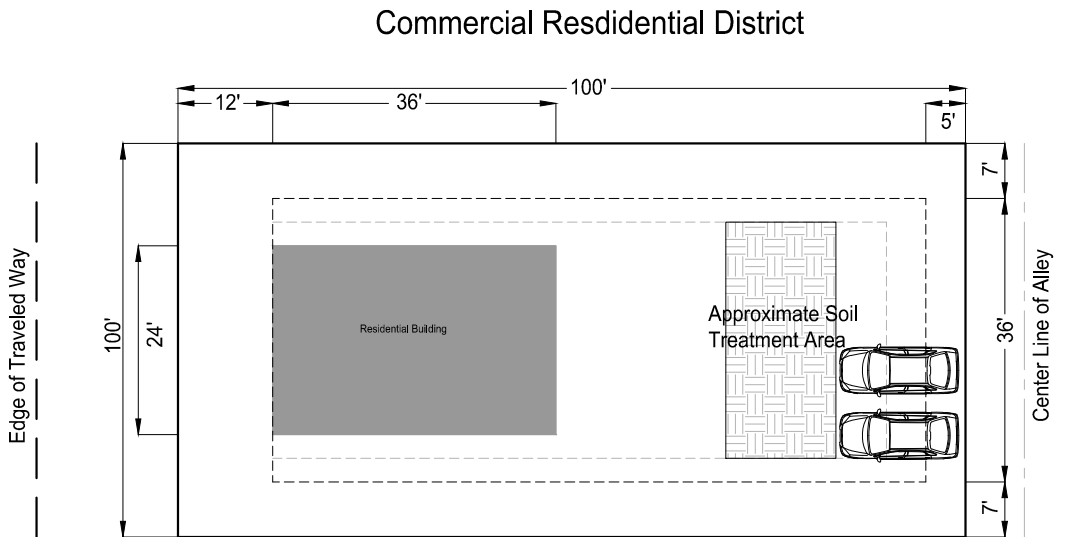 Commercial Resdidential District
100'
12'
36'
5'
7'
Edge of Traveled Way
100'
24'
Residential Building
Approximate Soil
Treatment Area
36'
Center Line of Alley
7'